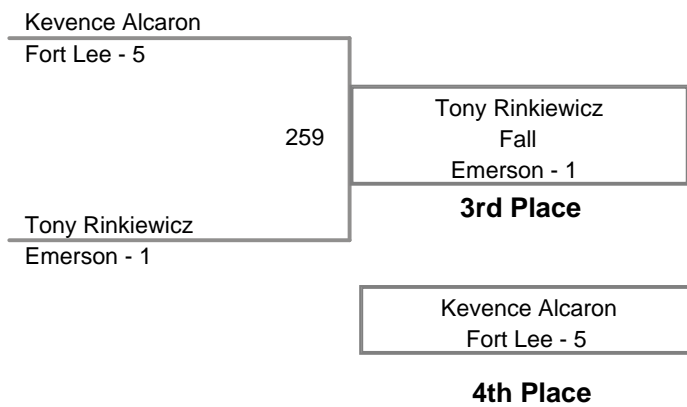 Kevence Alcaron
Fort Lee - 5
259
Tony Rinkiewicz
Fall
Emerson - 1
3rd Place
Tony Rinkiewicz
Emerson - 1
Kevence Alcaron
Fort Lee - 5
4th Place